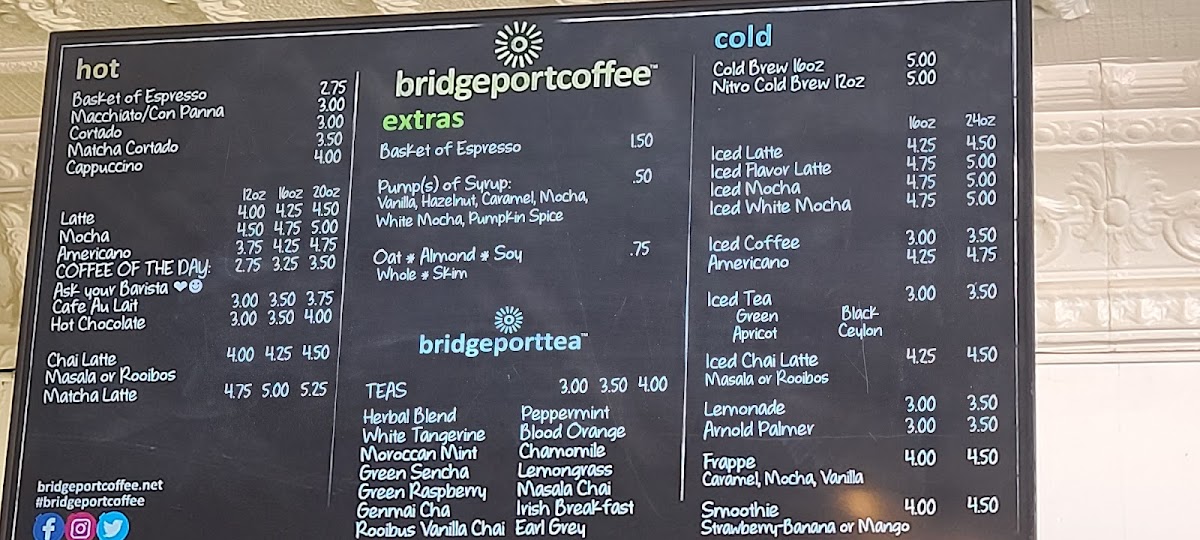 hot
Basket of Espresso 2.75
Macchiato/Con Panna 3.00
Cortado 3.00
Matcha Cortado 3.50
Cappuccino 4.00
12oz 16oz 20oz
Latte 4.00 4.25 4.50
Mocha 4.50 4.75 5.00
Americano 3.75 4.25 4.75
COFFEE OF THE DAY: 2.75 3.25 3.50
Ask your Barista ❤☻
Cafe Au Lait 3.00 3.50 3.75
Hot Chocolate 3.00 3.50 4.00
Chai Latte 4.00 4.25 4.50
Masala or Rooibos
Matcha Latte 4.75 5.00 5.25
bridgeportcoffee.net
#bridgeportcoffee
bridgeportcoffee™
extras
Basket of Espresso 1.50
Pump(s) of Syrup: .50
Vanilla, Hazelnut, Caramel, Mocha,
White Mocha, Pumpkin Spice
Oat * Almond * Soy .75
Whole * Skim
bridgeporttea™
TEAS 3.00 3.50 4.00
Herbal Blend Peppermint
White Tangerine Blood Orange
Moroccan Mint Chamomile
Green Sencha Lemongrass
Green Raspberry Masala Chai
Genmai Cha Irish Breakfast
Rooibus Vanilla Chai Earl Grey
cold
Cold Brew 16oz 5.00
Nitro Cold Brew 12oz 5.00
16oz 24oz
Iced Latte 4.25 4.50
Iced Flavor Latte 4.75 5.00
Iced Mocha 4.75 5.00
Iced White Mocha 4.75 5.00
Iced Coffee 3.00 3.50
Americano 4.25 4.75
Iced Tea 3.00 3.50
Green Black
Apricot Ceylon
Iced Chai Latte 4.25 4.50
Masala or Rooibos
Lemonade 3.00 3.50
Arnold Palmer 3.00 3.50
Frappe 4.00 4.50
Caramel, Mocha, Vanilla
Smoothie 4.00 4.50
Strawberry-Banana or Mango